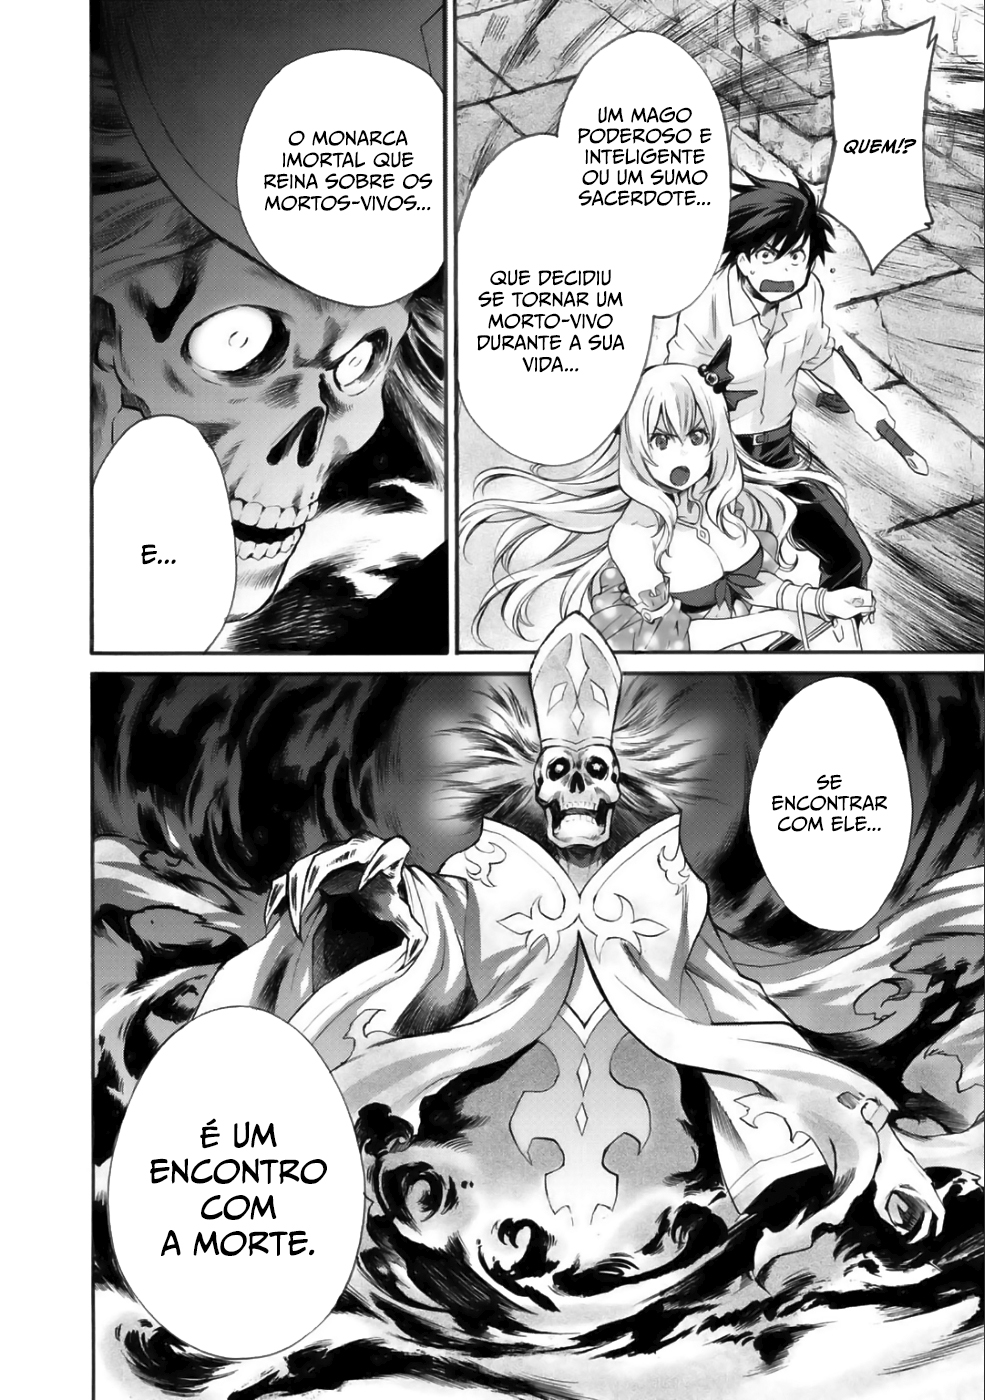 QUEM!?
UM MAGO
PODEROSO E
INTELIGENTE
OU UM SUMO
SACERDOTE...
QUE DECIDIU
SE TORNAR UM
MORTO-VIVO
DURANTE A SUA
VIDA...
O MONARCA
IMORTAL QUE
REINA SOBRE OS
MORTOS-VIVOS...
E...
SE
ENCONTRAR
COM ELE...
É UM
ENCONTRO
COM
A MORTE.